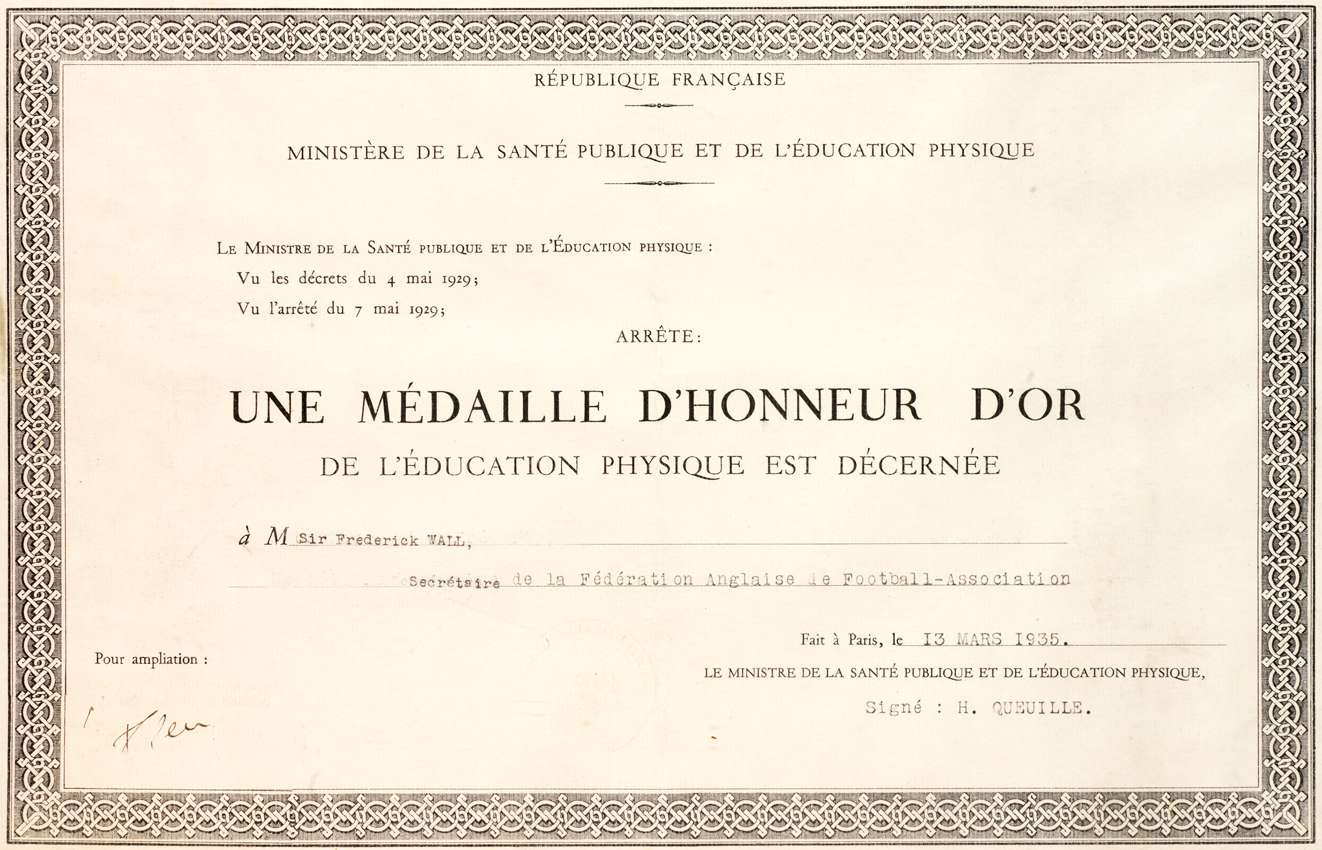 RÉPUBLIQUE FRANÇAISE
MINISTÈRE DE LA SANTÉ PUBLIQUE ET DE L'ÉDUCATION PHYSIQUE
LE MINISTRE DE LA SANTÉ PUBLIQUE ET DE L'ÉDUCATION PHYSIQUE :
Vu les décrets du 4 mai 1929;
Vu l'arrêté du 7 mai 1929;
ARRÊTE:
UNE MÉDAILLE D'HONNEUR D'OR
DE L'ÉDUCATION PHYSIQUE EST DÉCERNÉE
à M Sir Frederick WALL,
Secrétaire de la Fédération Anglaise de Football-Association
Fait à Paris, le 13 MARS 1935.
Pour ampliation :
LE MINISTRE DE LA SANTÉ PUBLIQUE ET DE L'ÉDUCATION PHYSIQUE,
Signé : H. QUEUILLE.